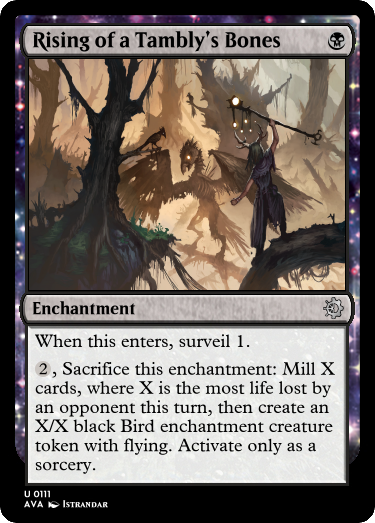 Rising of a Tambly's Bones
Enchantment
When this enters, surveil 1.
2, Sacrifice this enchantment: Mill X
cards, where X is the most life lost by
an opponent this turn, then create an
X/X black Bird enchantment creature
token with flying. Activate only as a
sorcery.
U 0111
AVA Istrandar